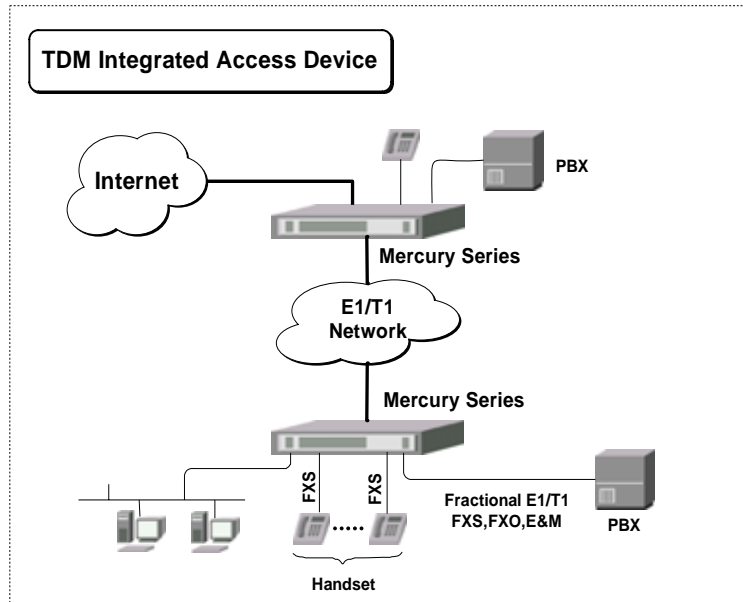 TDM Integrated Access Device
Internet
PBX
Mercury Series
E1/T1
Network
Mercury Series
FXS
FXS
Fractional E1/T1
FXS,FXO,E&M
PBX
Handset